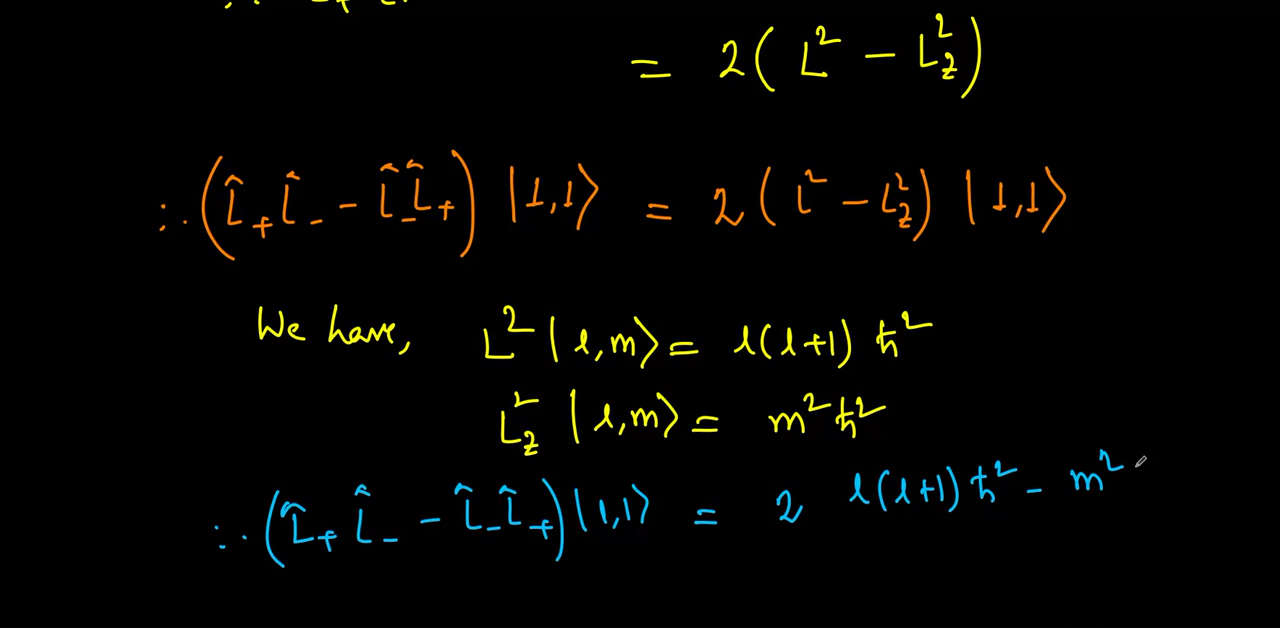 = 2( L² − L_z²)
∴ (L̂₊L̂₋ − L̂₋L̂₊) |1,1⟩ = 2 (L² − L_z²) |1,1⟩
We have, L² |l,m⟩ = l(l+1) ħ²
L_z² |l,m⟩ = m² ħ²
∴ (L̂₊L̂₋ − L̂₋L̂₊) |1,1⟩ = 2 l(l+1) ħ² − m²